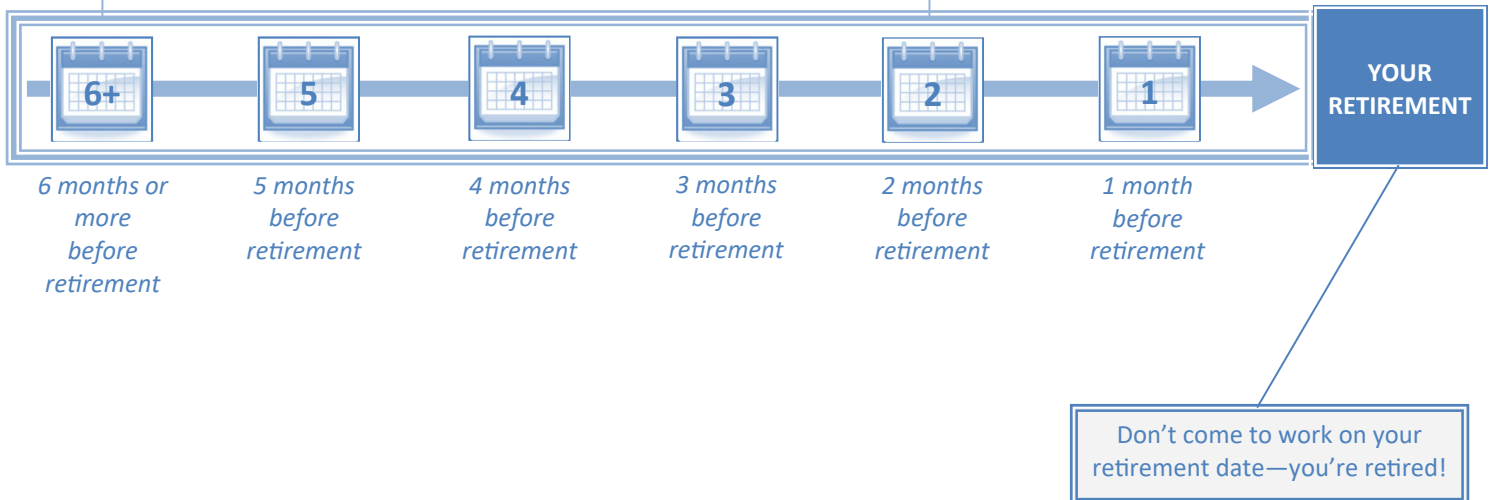 6+
5
4
3
2
1
YOUR
RETIREMENT
6 months or
more
before
retirement
5 months
before
retirement
4 months
before
retirement
3 months
before
retirement
2 months
before
retirement
1 month
before
retirement
Don’t come to work on your
retirement date—you’re retired!